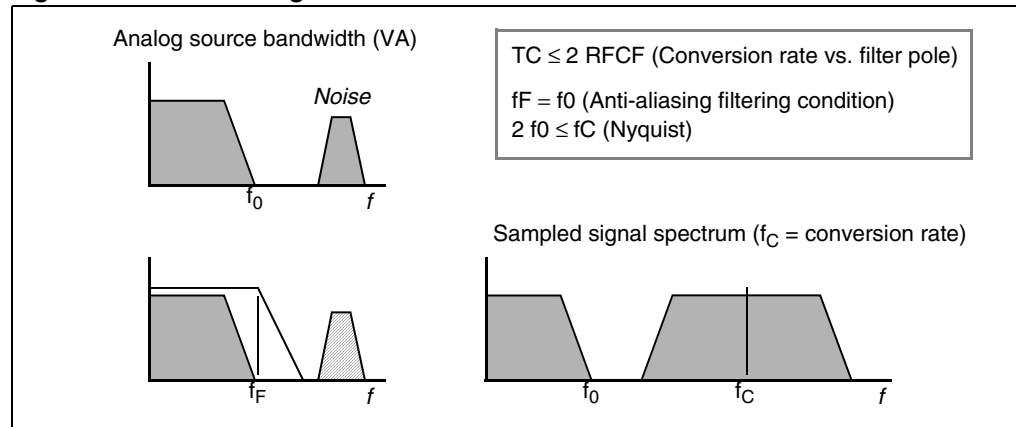 Analog source bandwidth (VA)
Noise
f0
f
TC ≤ 2 RFCF (Conversion rate vs. filter pole)
fF = f0 (Anti-aliasing filtering condition)
2 f0 ≤ fC (Nyquist)
fF
f
Sampled signal spectrum (fC = conversion rate)
f0
fC
f